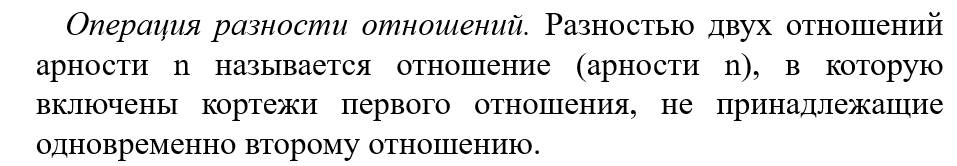 Операция разности отношений. Разностью двух отношений
арности n называется отношение (арности n), в которую
включены кортежи первого отношения, не принадлежащие
одновременно второму отношению.